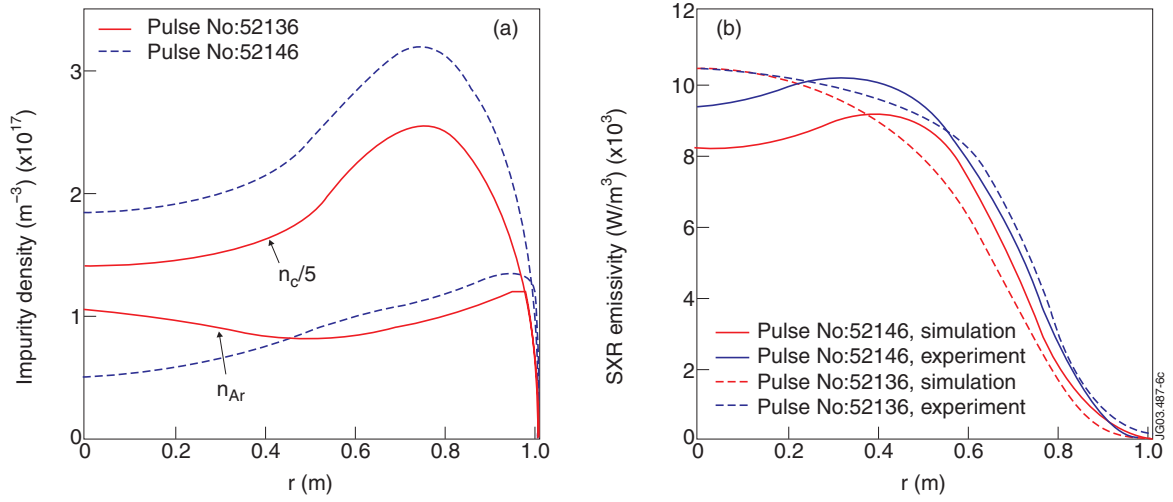 Pulse No:52136
Pulse No:52146
(a)
Impurity density (m⁻³) (x10¹⁷)
3
2
1
0
n_c/5
n_Ar
0
0.2
0.4
0.6
0.8
1.0
r (m)
(b)
SXR emissivity (W/m³) (x10³)
12
10
8
6
4
2
0
Pulse No:52146, simulation
Pulse No:52146, experiment
Pulse No:52136, simulation
Pulse No:52136, experiment
0
0.2
0.4
0.6
0.8
1.0
r (m)
JG03.487-6c